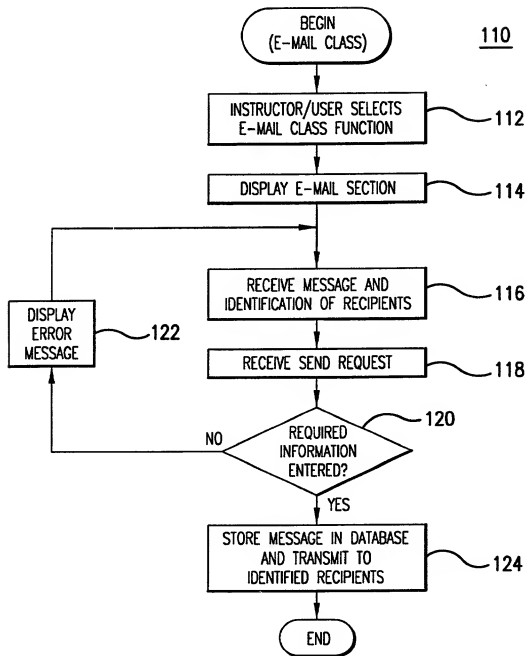 BEGIN
(E-MAIL CLASS)
110
INSTRUCTOR/USER SELECTS
E-MAIL CLASS FUNCTION
112
DISPLAY E-MAIL SECTION
114
RECEIVE MESSAGE AND
IDENTIFICATION OF RECIPIENTS
116
DISPLAY
ERROR
MESSAGE
122
RECEIVE SEND REQUEST
118
REQUIRED
INFORMATION
ENTERED?
120
NO
YES
STORE MESSAGE IN DATABASE
AND TRANSMIT TO
IDENTIFIED RECIPIENTS
124
END